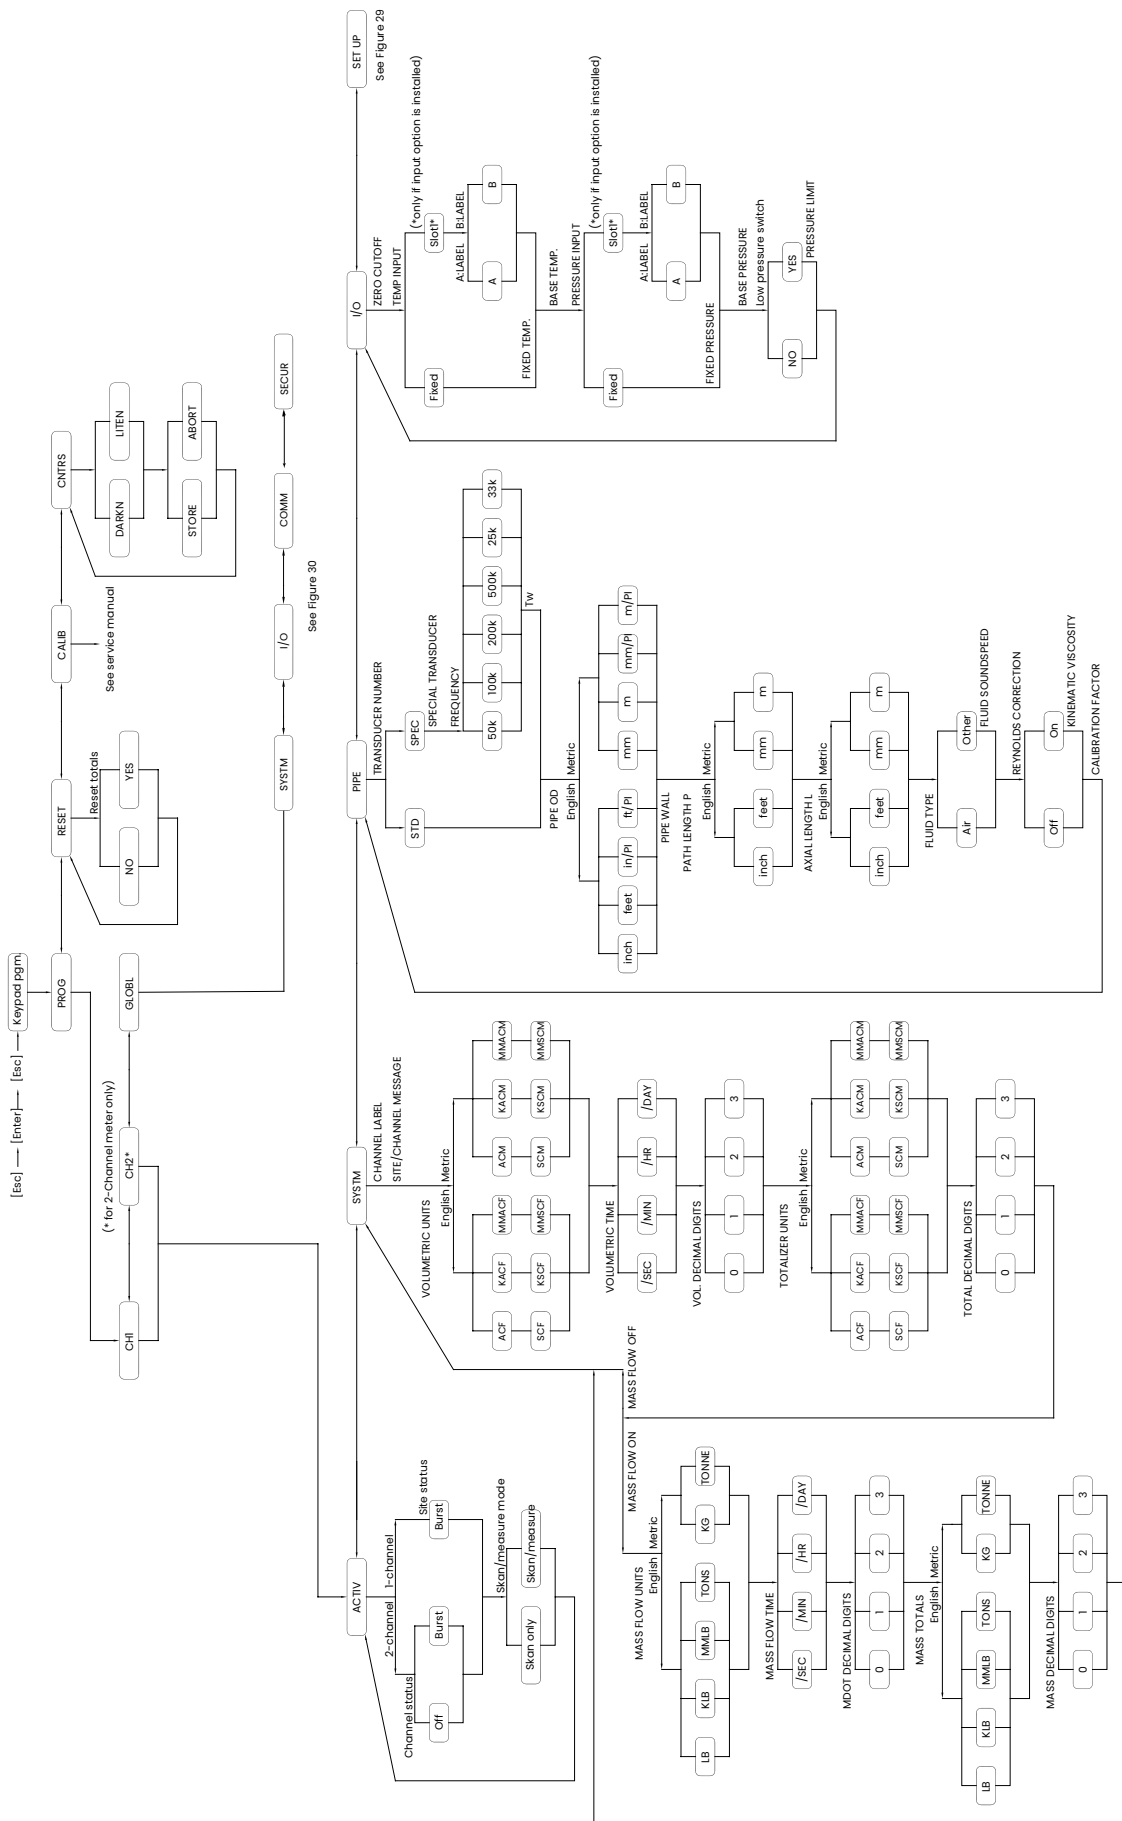 [Esc] [Enter] [Esc] Keypad pgm.
PROG
RESET
CALIB
CNTRS
Reset totals
NO
YES
See service manual
DARKN
LITEN
STORE
ABORT
(* for 2-Channel meter only)
CH1
CH2*
GLOBL
SYSTM
I/O
COMM
SECUR
See Figure 30
ACTIV
SYSTM
PIPE
I/O
SET UP
See Figure 29
2-channel
1-channel
Channel status
Site status
Off
Burst
Burst
Skan/measure mode
Skan only
Skan/measure
CHANNEL LABEL
SITE/CHANNEL MESSAGE
VOLUMETRIC UNITS
English
Metric
ACF
KACF
MMACF
ACM
KACM
MMACM
SCF
KSCF
MMSCF
SCM
KSCM
MMSCM
VOLUMETRIC TIME
/SEC
/MIN
/HR
/DAY
VOL. DECIMAL DIGITS
0
1
2
3
TOTALIZER UNITS
English
Metric
ACF
KACF
MMACF
ACM
KACM
MMACM
SCF
KSCF
MMSCF
SCM
KSCM
MMSCM
TOTAL DECIMAL DIGITS
0
1
2
3
MASS FLOW ON
MASS FLOW OFF
MASS FLOW UNITS
English
Metric
LB
KLB
MMLB
TONS
KG
TONNE
MASS FLOW TIME
/SEC
/MIN
/HR
/DAY
MDOT DECIMAL DIGITS
0
1
2
3
MASS TOTALS
English
Metric
LB
KLB
MMLB
TONS
KG
TONNE
MASS DECIMAL DIGITS
0
1
2
3
TRANSDUCER NUMBER
STD
SPEC
SPECIAL TRANSDUCER
FREQUENCY
50k
100k
200k
500k
25k
33k
Tw
PIPE OD
English
Metric
inch
feet
in/PI
ft/PI
mm
m
mm/PI
m/PI
PIPE WALL
PATH LENGTH P
English
Metric
inch
feet
mm
m
AXIAL LENGTH L
English
Metric
inch
feet
mm
m
FLUID TYPE
Air
Other
FLUID SOUNDSPEED
REYNOLDS CORRECTION
Off
On
KINEMATIC VISCOSITY
CALIBRATION FACTOR
ZERO CUTOFF
TEMP INPUT
Fixed
Slot1*
(*only if input option is installed)
A:LABEL
B:LABEL
A
B
FIXED TEMP.
BASE TEMP.
PRESSURE INPUT
Fixed
Slot1*
(*only if input option is installed)
A:LABEL
B:LABEL
A
B
FIXED PRESSURE
BASE PRESSURE
Low pressure switch
NO
YES
PRESSURE LIMIT